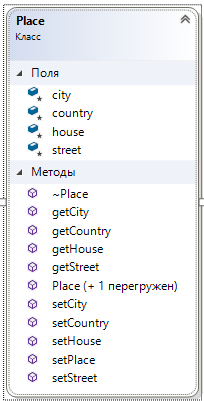 Place
Класс
Поля
city
country
house
street
Методы
~Place
getCity
getCountry
getHouse
getStreet
Place (+ 1 перегружен)
setCity
setCountry
setHouse
setPlace
setStreet